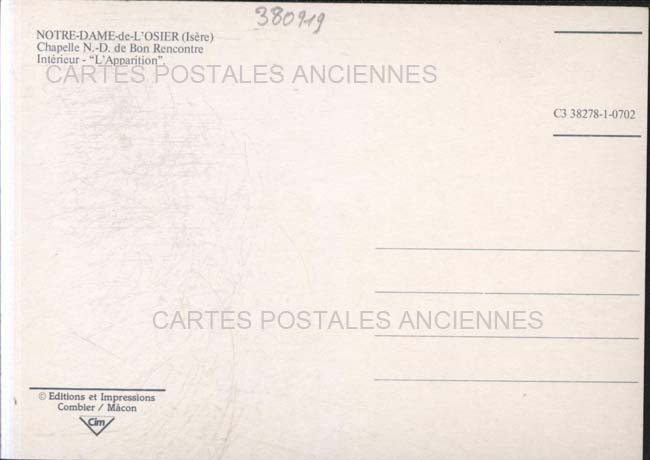 380919
NOTRE-DAME-de-L'OSIER (Isère)
Chapelle N.-D. de Bon Rencontre
Intérieur - "L'Apparition".
CARTES POSTALES ANCIENNES
C3 38278-1-0702
CARTES POSTALES ANCIENNES
© Editions et Impressions
Combier / Mâcon
Cim